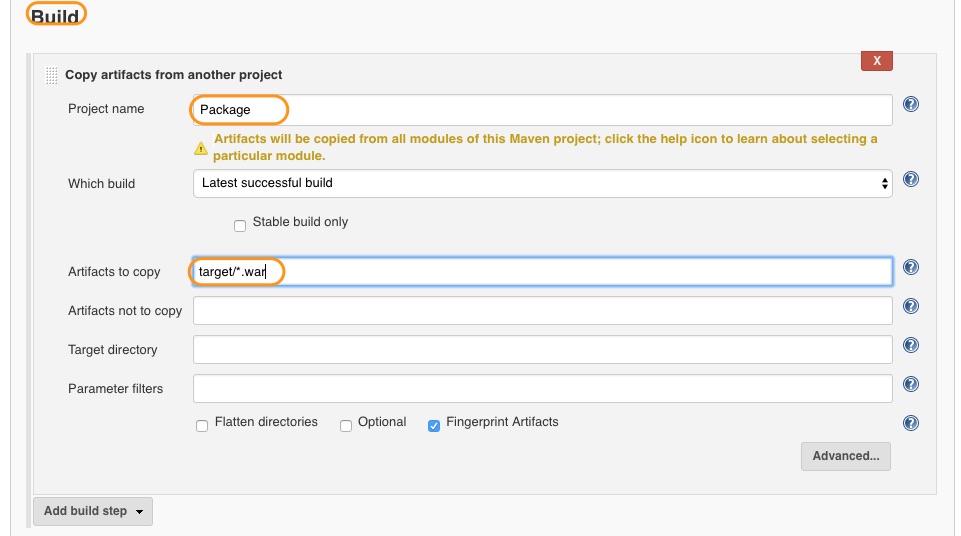 Build
X
Copy artifacts from another project
Project name
Package
Artifacts will be copied from all modules of this Maven project; click the help icon to learn about selecting a
particular module.
Which build
Latest successful build
Stable build only
Artifacts to copy
target/*.war
Artifacts not to copy
Target directory
Parameter filters
Flatten directories
Optional
Fingerprint Artifacts
Advanced...
Add build step